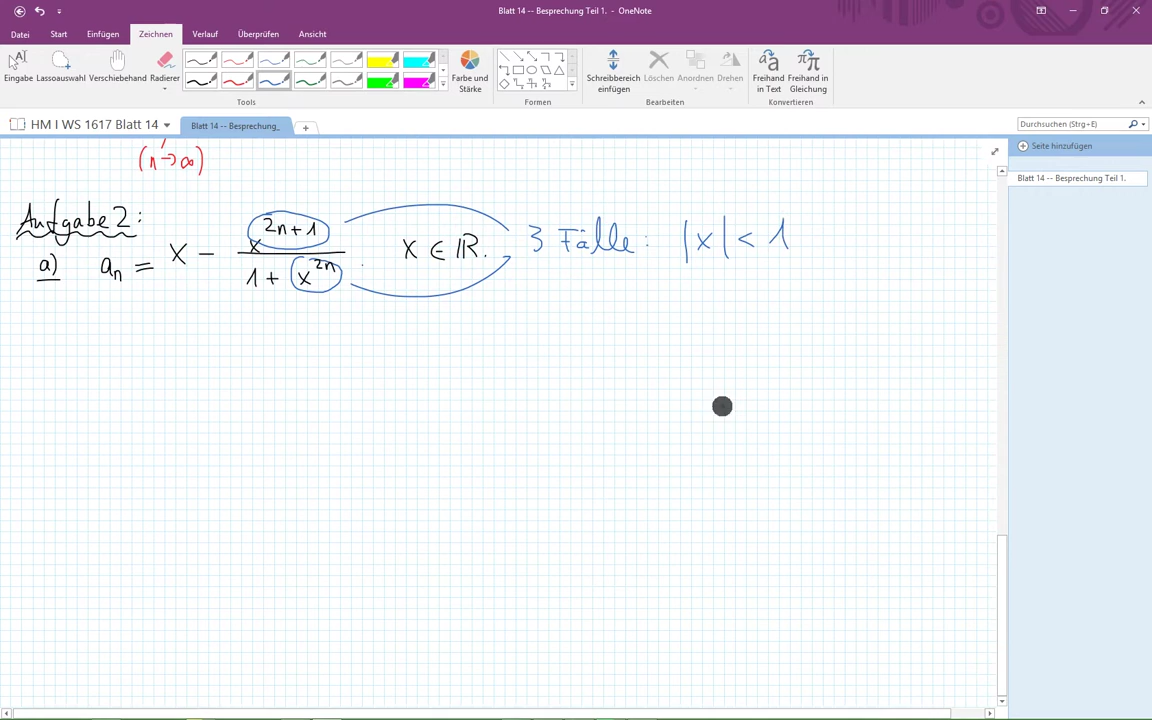 Blatt 14 -- Besprechung Teil 1. - OneNote
Datei Start Einfügen Zeichnen Verlauf Überprüfen Ansicht
Eingabe Lassoauswahl Verschiebehand Radierer
Farbe und Stärke
Schreibbereich einfügen
Löschen Anordnen Drehen
Freihand in Text
Freihand in Gleichung
Tools Formen Bearbeiten Konvertieren
HM I WS 1617 Blatt 14
Blatt 14 -- Besprechung_
Durchsuchen (Strg+E)
Seite hinzufügen
Blatt 14 -- Besprechung Teil 1.
(n → ∞)
Aufgabe 2:
a) aₙ = x - x^{2n+1} / (1 + x^{2n}) x ∈ ℝ. 3 Fälle: |x| < 1